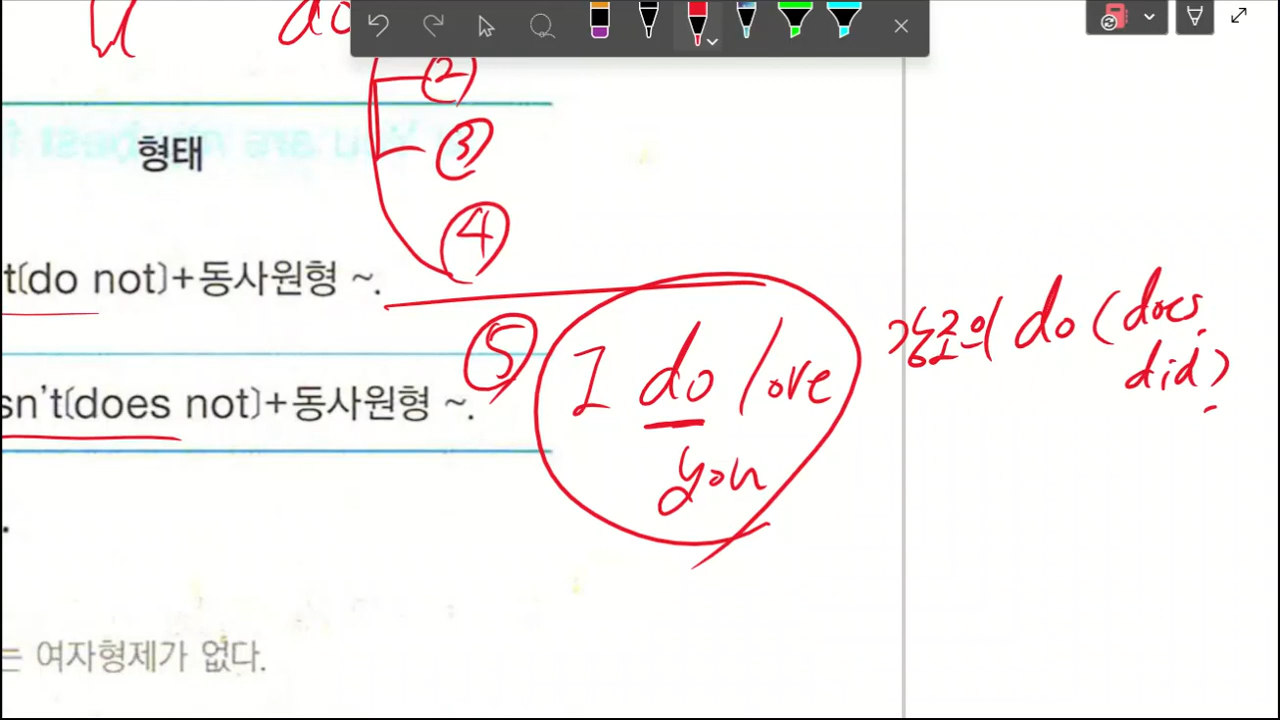 do
②
형태
③
④
t(do not)+동사원형 ~.
⑤ I do love you
강조의 do (does, did)
sn't(does not)+동사원형 ~.
.
는 여자형제가 없다.